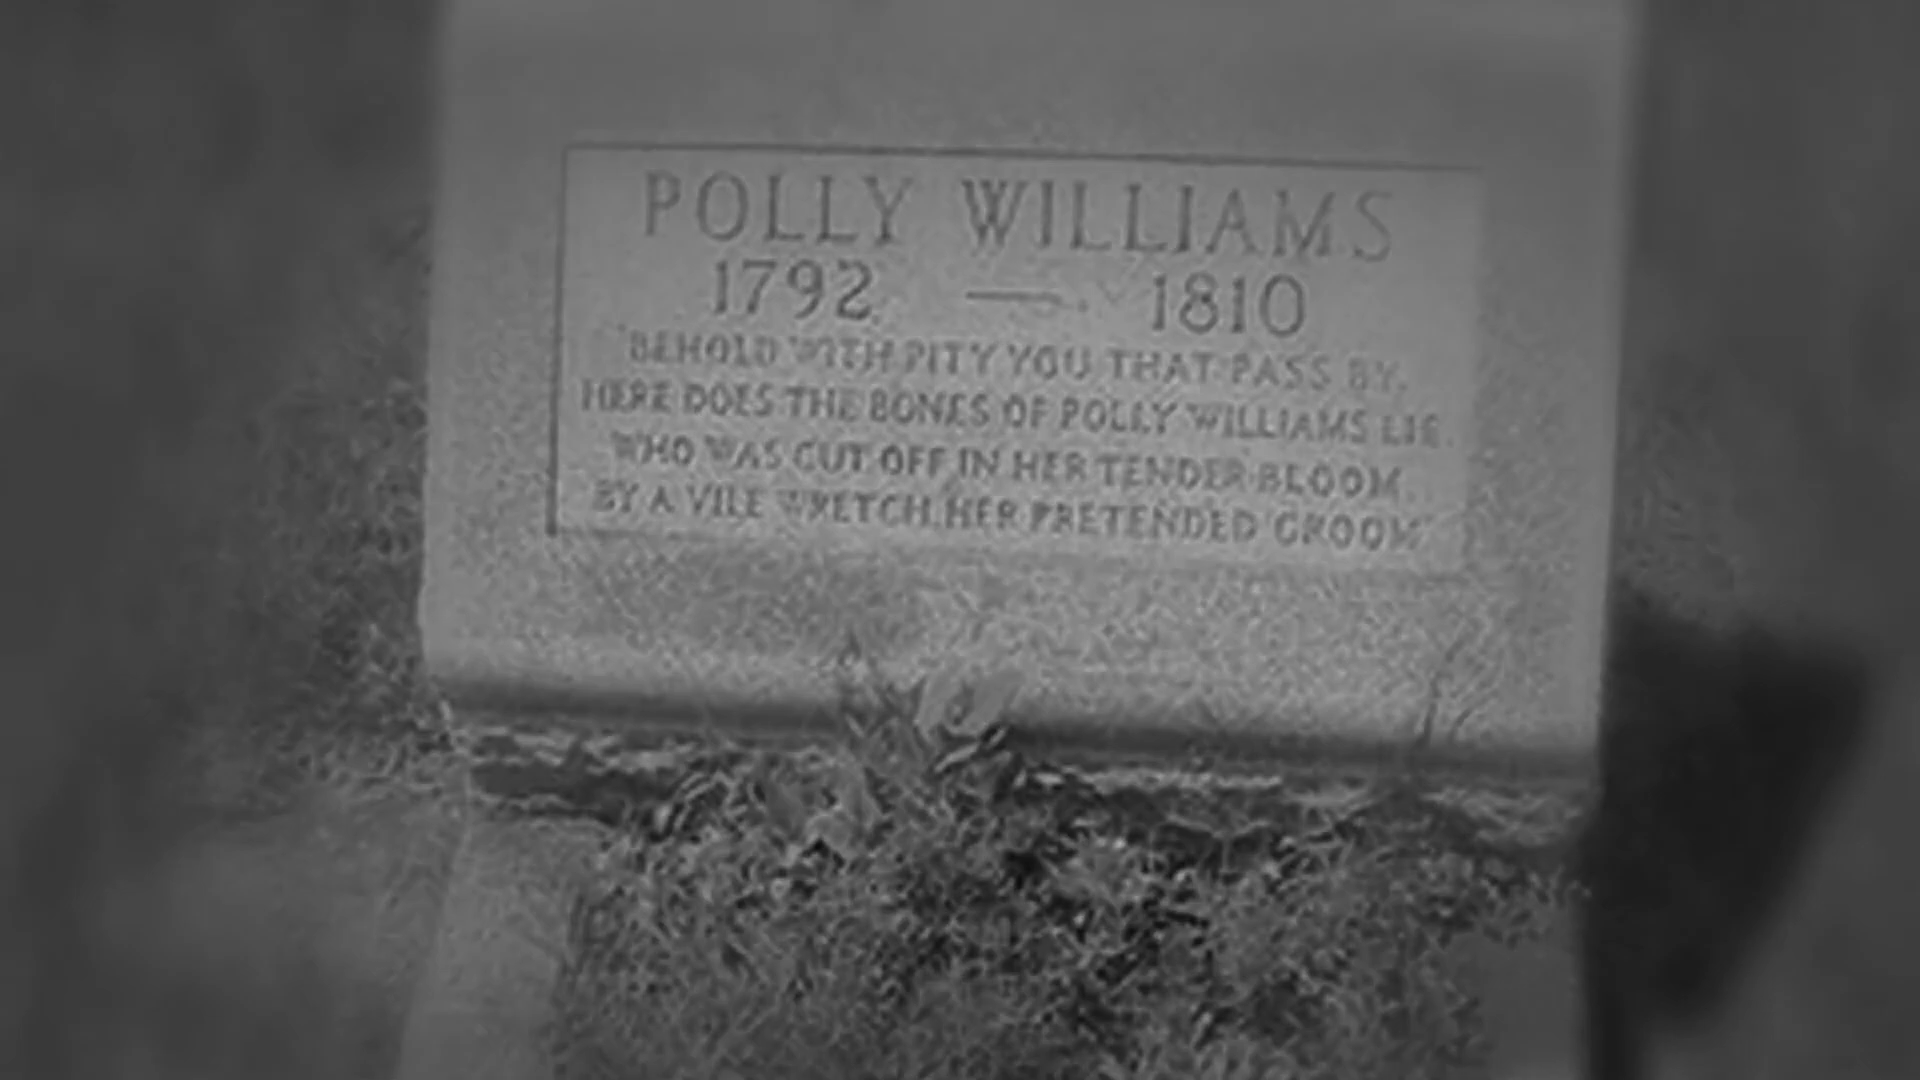 POLLY WILLIAMS
1792 — 1810
"BEHOLD WITH PITY YOU THAT PASS BY,
HERE DOES THE BONES OF POLLY WILLIAMS LIE.
WHO WAS CUT OFF IN HER TENDER BLOOM
BY A VILE WRETCH, HER PRETENDED GROOM"